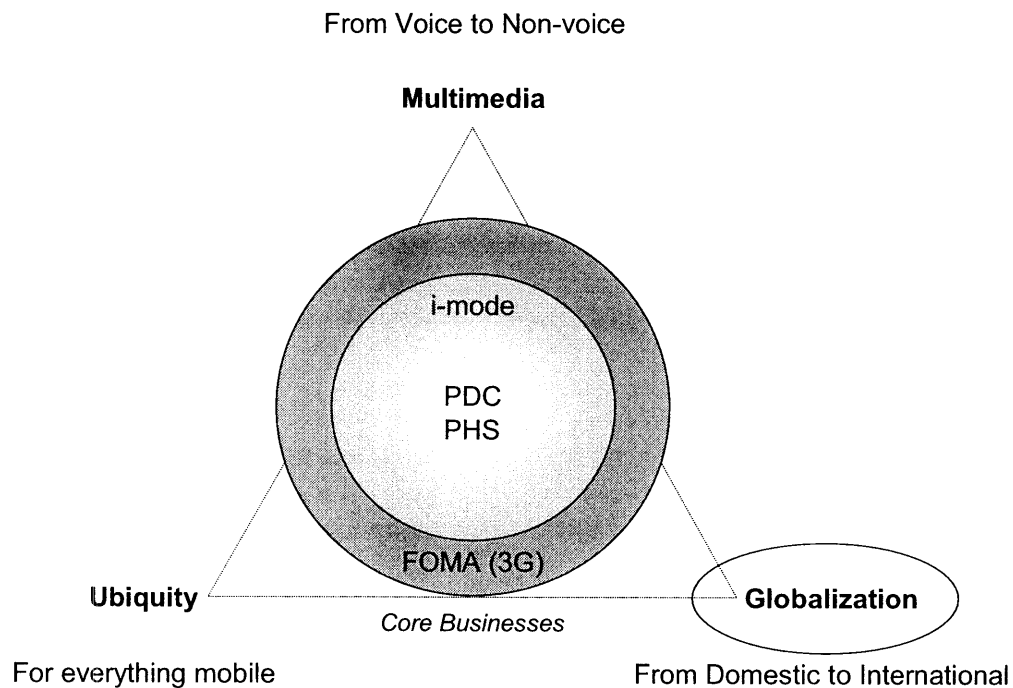 From Voice to Non-voice
Multimedia
i-mode
PDC
PHS
FOMA (3G)
Ubiquity
Globalization
Core Businesses
For everything mobile
From Domestic to International